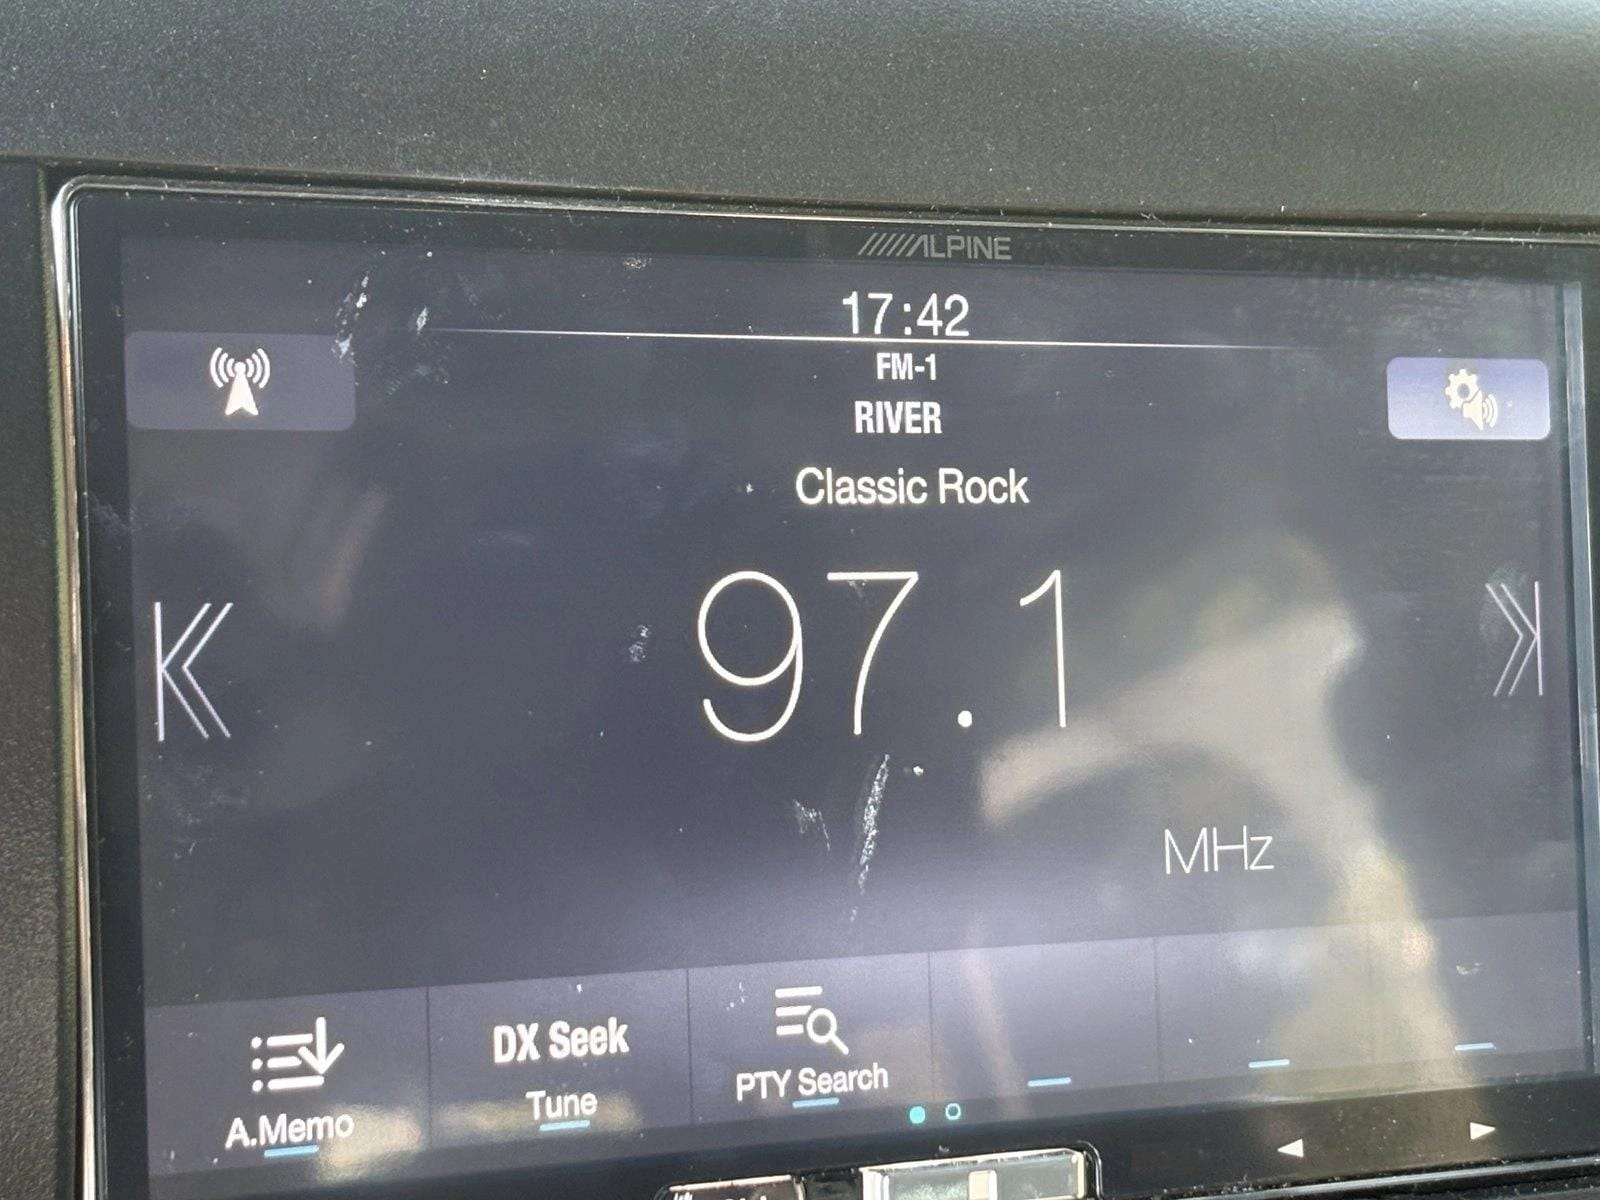 ALPINE
17:42
FM-1
RIVER
Classic Rock
97.1
MHz
A.Memo
DX Seek
Tune
PTY Search